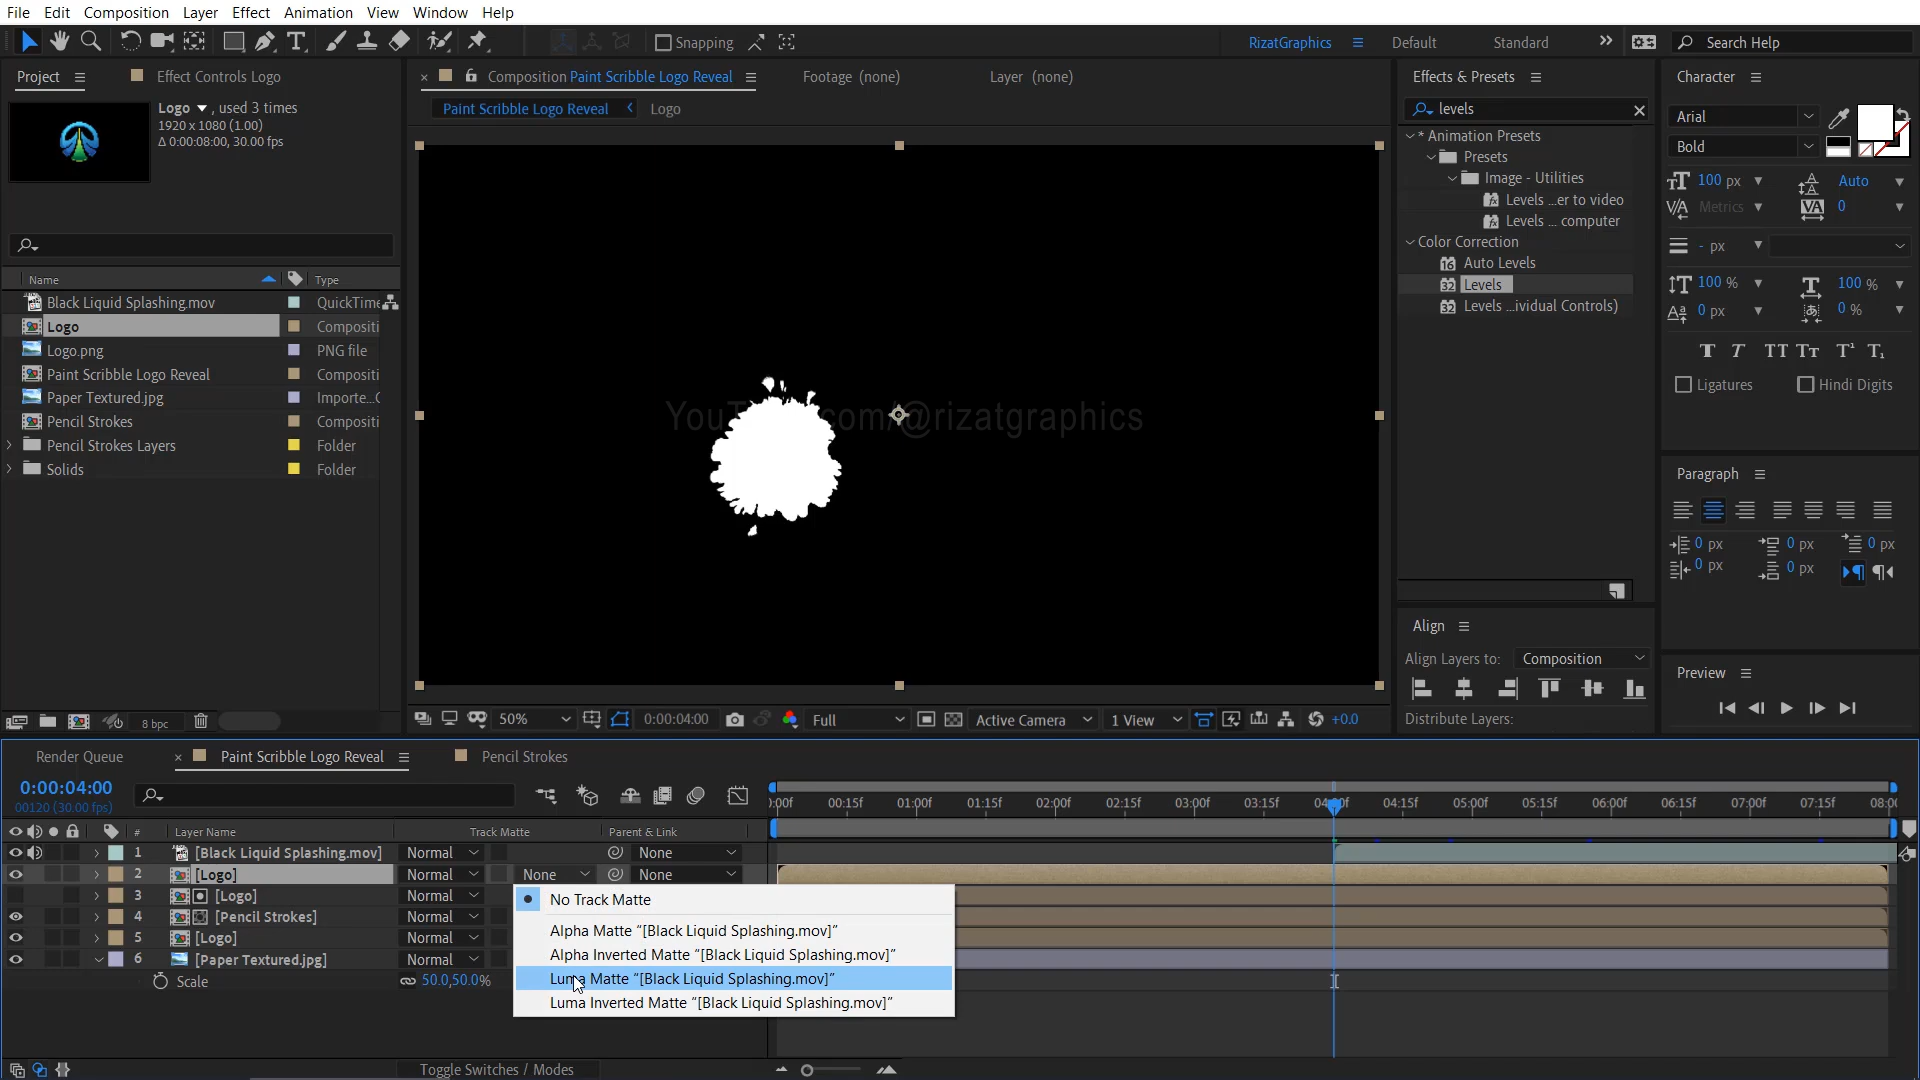 File Edit Composition Layer Effect Animation View Window Help
Snapping
RizatGraphics
Default
Standard
Search Help
Project
Effect Controls Logo
Logo , used 3 times
1920 x 1080 (1.00)
Δ 0:00:08:00, 30.00 fps
Name
Type
Black Liquid Splashing.mov
QuickTime
Logo
Compositi
Logo.png
PNG file
Paint Scribble Logo Reveal
Compositi
Paper Textured.jpg
Importe...C
Pencil Strokes
Compositi
Pencil Strokes Layers
Folder
Solids
Folder
8 bpc
Composition Paint Scribble Logo Reveal
Footage (none)
Layer (none)
Paint Scribble Logo Reveal
Logo
50%
0:00:04:00
Full
Active Camera
1 View
+0.0
Effects & Presets
levels
* Animation Presets
Presets
Image - Utilities
Levels ...er to video
Levels ... computer
Color Correction
16 Auto Levels
32 Levels
32 Levels ...ividual Controls)
Align
Align Layers to:
Composition
Distribute Layers:
Character
Arial
Bold
100 px
Auto
Metrics
0
- px
100 %
100 %
0 px
0 %
Ligatures
Hindi Digits
Paragraph
0 px
0 px
0 px
0 px
0 px
Preview
Render Queue
Paint Scribble Logo Reveal
Pencil Strokes
0:00:04:00
00120 (30.00 fps)
# Layer Name
Track Matte
Parent & Link
1 [Black Liquid Splashing.mov] Normal None
2 [Logo] Normal None None
3 [Logo] Normal
4 [Pencil Strokes] Normal
5 [Logo] Normal
6 [Paper Textured.jpg] Normal
Scale
50.0,50.0%
No Track Matte
Alpha Matte “[Black Liquid Splashing.mov]”
Alpha Inverted Matte “[Black Liquid Splashing.mov]”
Luma Matte “[Black Liquid Splashing.mov]”
Luma Inverted Matte “[Black Liquid Splashing.mov]”
00:15f 01:00f 01:15f 02:00f 02:15f 03:00f 03:15f 04:15f 05:00f 05:15f 06:00f 06:15f 07:00f 07:15f
Toggle Switches / Modes